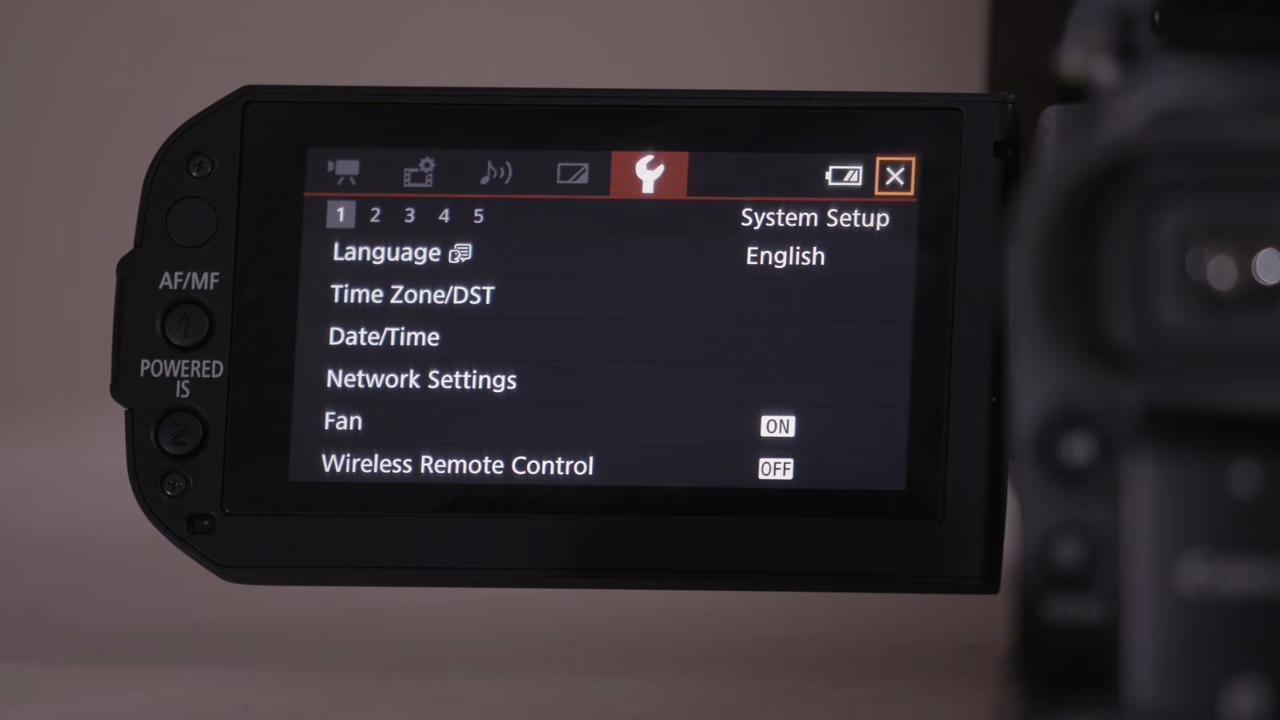 1 2 3 4 5 System Setup
Language English
Time Zone/DST
Date/Time
Network Settings
Fan ON
Wireless Remote Control OFF
AF/MF
1
POWERED
IS
2